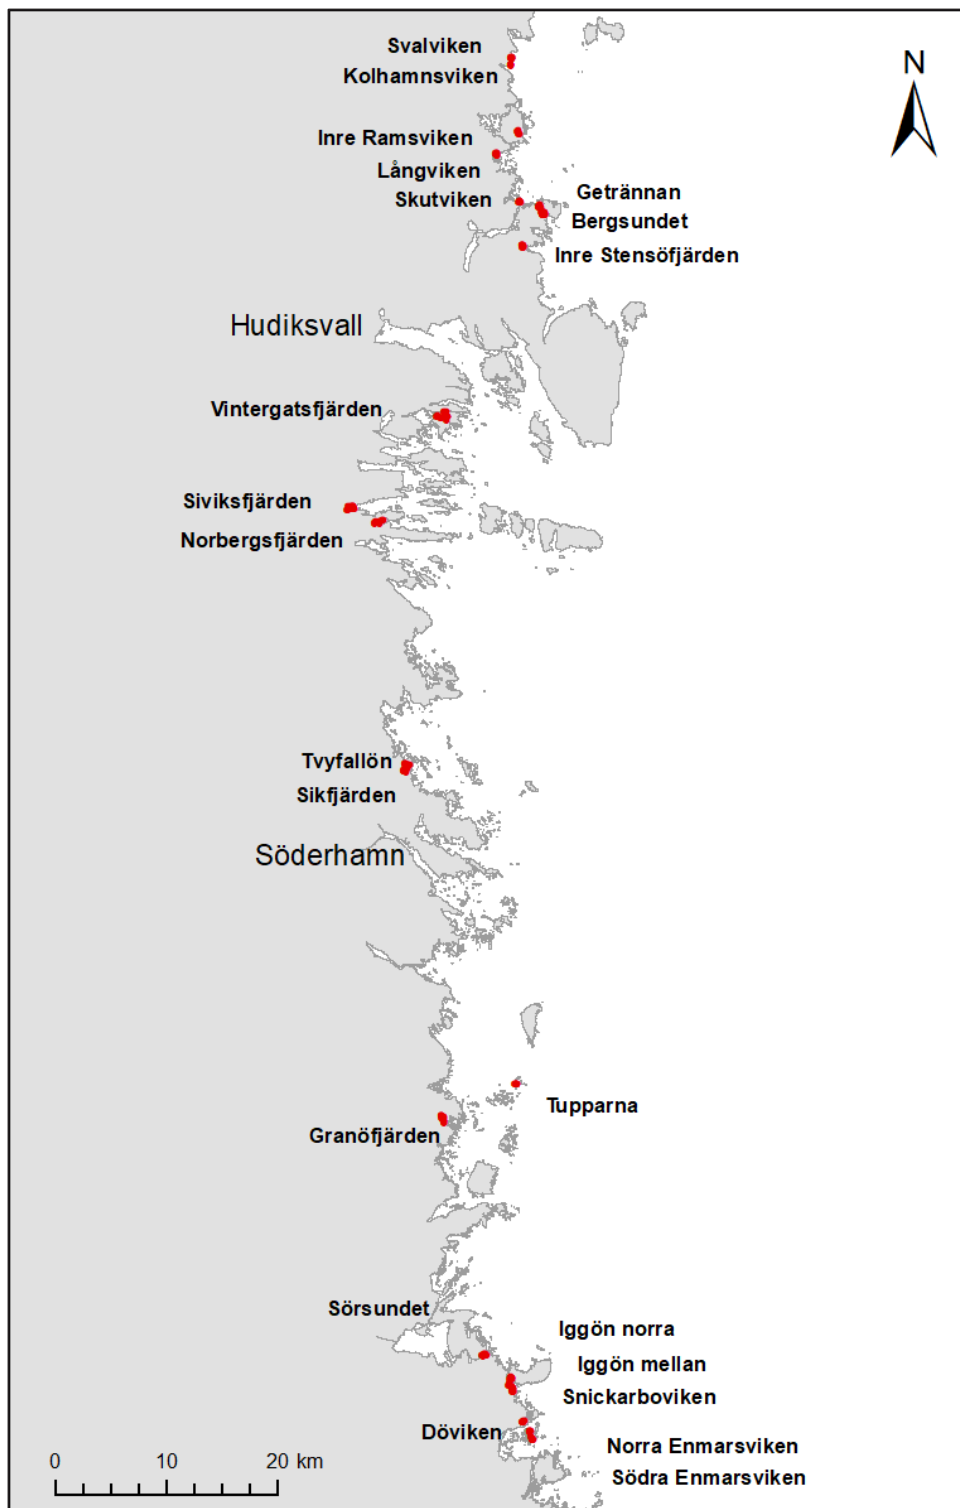 Svalviken
N
Kolhamnsviken
Inre Ramsviken
Långviken
Getrännan
Skutviken
Bergsundet
Inre Stensöfjärden
Hudiksvall
Vintergatsfjärden
Siviksfjärden
Norbergsfjärden
Tvyfallön
Sikfjärden
Söderhamn
Tupparna
Granöfjärden
Sörsundet
Iggön norra
Iggön mellan
Snickarboviken
Döviken
Norra Enmarsviken
0 10 20 km
Södra Enmarsviken